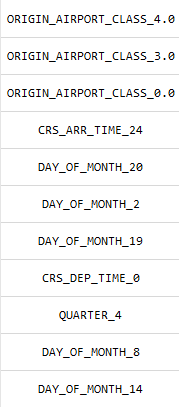 ORIGIN_AIRPORT_CLASS_4.0
ORIGIN_AIRPORT_CLASS_3.0
ORIGIN_AIRPORT_CLASS_0.0
CRS_ARR_TIME_24
DAY_OF_MONTH_20
DAY_OF_MONTH_2
DAY_OF_MONTH_19
CRS_DEP_TIME_0
QUARTER_4
DAY_OF_MONTH_8
DAY_OF_MONTH_14